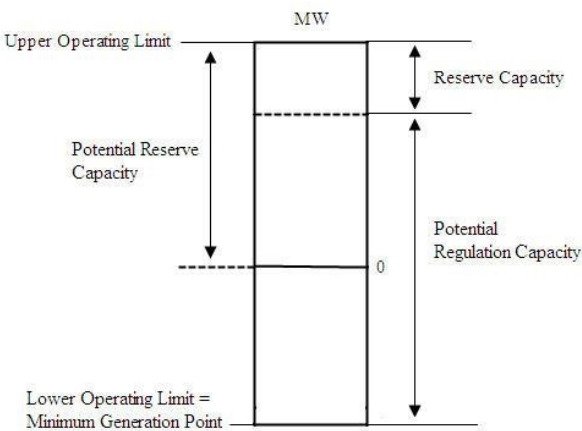 MW
Upper Operating Limit
Reserve Capacity
Potential Reserve
Capacity
Potential
Regulation Capacity
0
Lower Operating Limit =
Minimum Generation Point